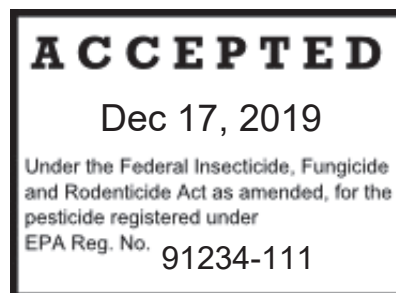 ACCEPTED
Dec 17, 2019
Under the Federal Insecticide, Fungicide
and Rodenticide Act as amended, for the
pesticide registered under
EPA Reg. No. 91234-111